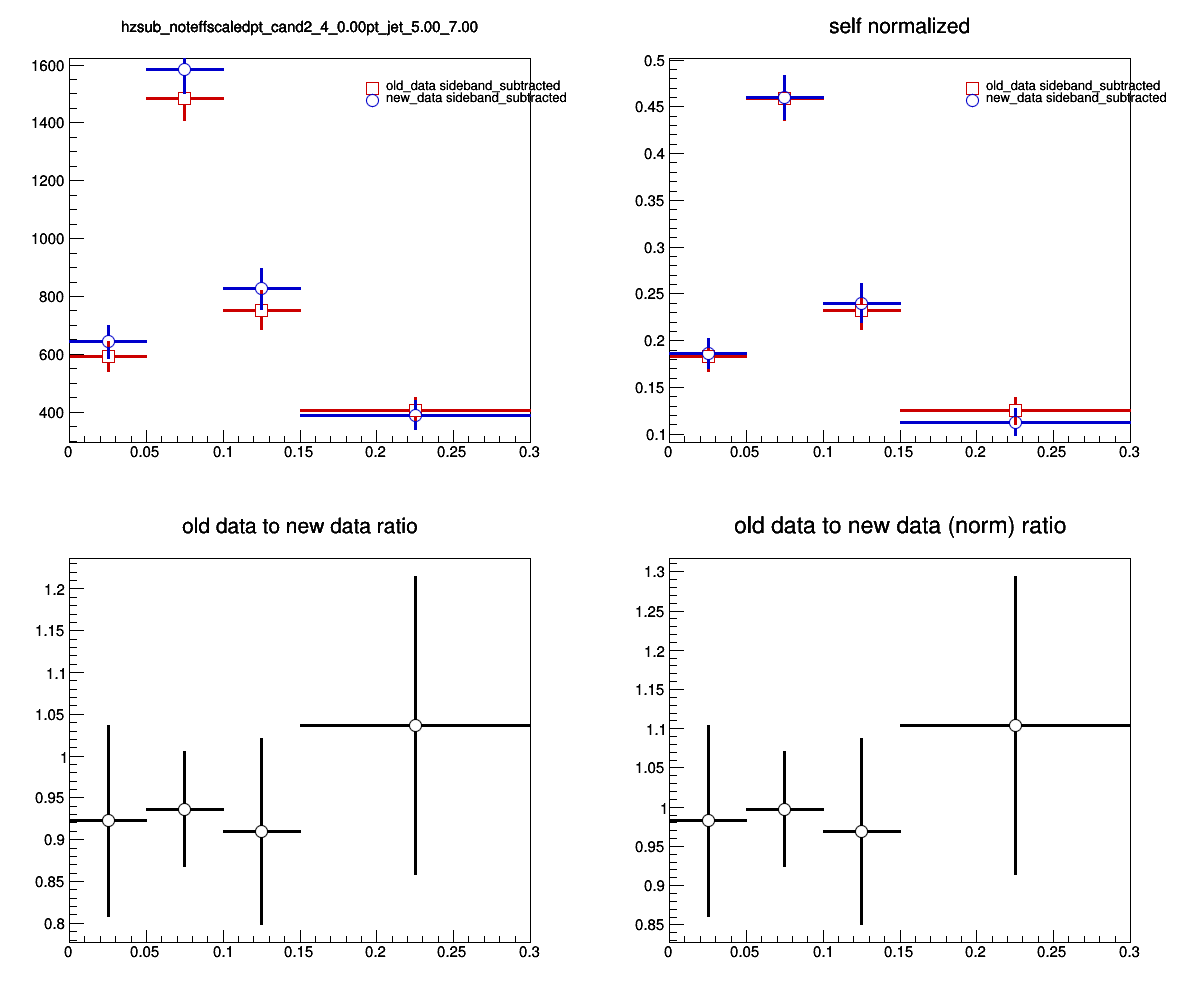 hzsub_noteffscaledpt_cand2_4_0.00pt_jet_5.00_7.00
1600
1400
1200
1000
800
600
400
0 0.05 0.1 0.15 0.2 0.25 0.3
old_data sideband_subtracted
new_data sideband_subtracted
self normalized
0.5
0.45
0.4
0.35
0.3
0.25
0.2
0.15
0.1
0 0.05 0.1 0.15 0.2 0.25 0.3
old_data sideband_subtracted
new_data sideband_subtracted
old data to new data ratio
1.2
1.15
1.1
1.05
1
0.95
0.9
0.85
0.8
0 0.05 0.1 0.15 0.2 0.25 0.3
old data to new data (norm) ratio
1.3
1.25
1.2
1.15
1.1
1.05
1
0.95
0.9
0.85
0 0.05 0.1 0.15 0.2 0.25 0.3